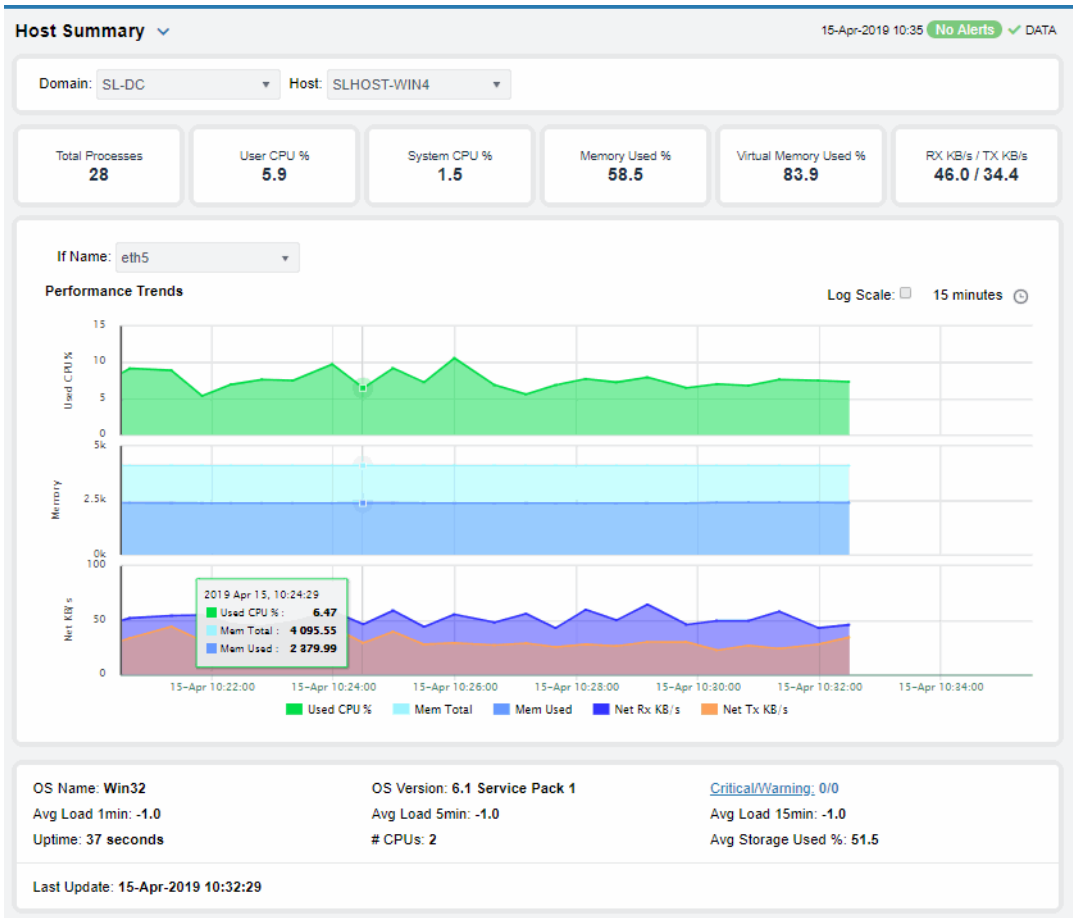 Host Summary
15-Apr-2019 10:35 No Alerts DATA
Domain: SL-DC Host: SLHOST-WIN4
Total Processes
28
User CPU %
5.9
System CPU %
1.5
Memory Used %
58.5
Virtual Memory Used %
83.9
RX KB/s / TX KB/s
46.0 / 34.4
If Name: eth5
Performance Trends
Log Scale: 15 minutes
Used CPU %
15
10
5
0
Memory
5k
2.5k
0k
Net KB/s
100
50
0
2019 Apr 15, 10:24:29
Used CPU % : 6.47
Mem Total : 4 095.55
Mem Used : 2 379.99
15-Apr 10:22:00 15-Apr 10:24:00 15-Apr 10:26:00 15-Apr 10:28:00 15-Apr 10:30:00 15-Apr 10:32:00 15-Apr 10:34:00
Used CPU % Mem Total Mem Used Net Rx KB/s Net Tx KB/s
OS Name: Win32 OS Version: 6.1 Service Pack 1 Critical/Warning: 0/0
Avg Load 1min: -1.0 Avg Load 5min: -1.0 Avg Load 15min: -1.0
Uptime: 37 seconds # CPUs: 2 Avg Storage Used %: 51.5
Last Update: 15-Apr-2019 10:32:29